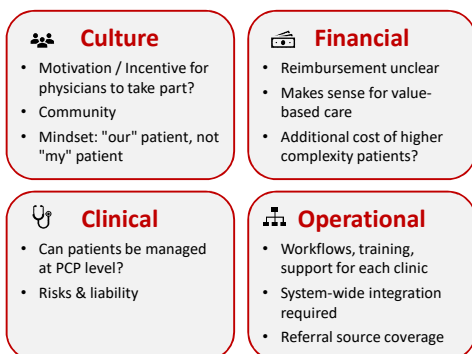 Culture
• Motivation / Incentive for
physicians to take part?
• Community
• Mindset: "our" patient, not
"my" patient
Financial
• Reimbursement unclear
• Makes sense for value-
based care
• Additional cost of higher
complexity patients?
Clinical
• Can patients be managed
at PCP level?
• Risks & liability
Operational
• Workflows, training,
support for each clinic
• System-wide integration
required
• Referral source coverage